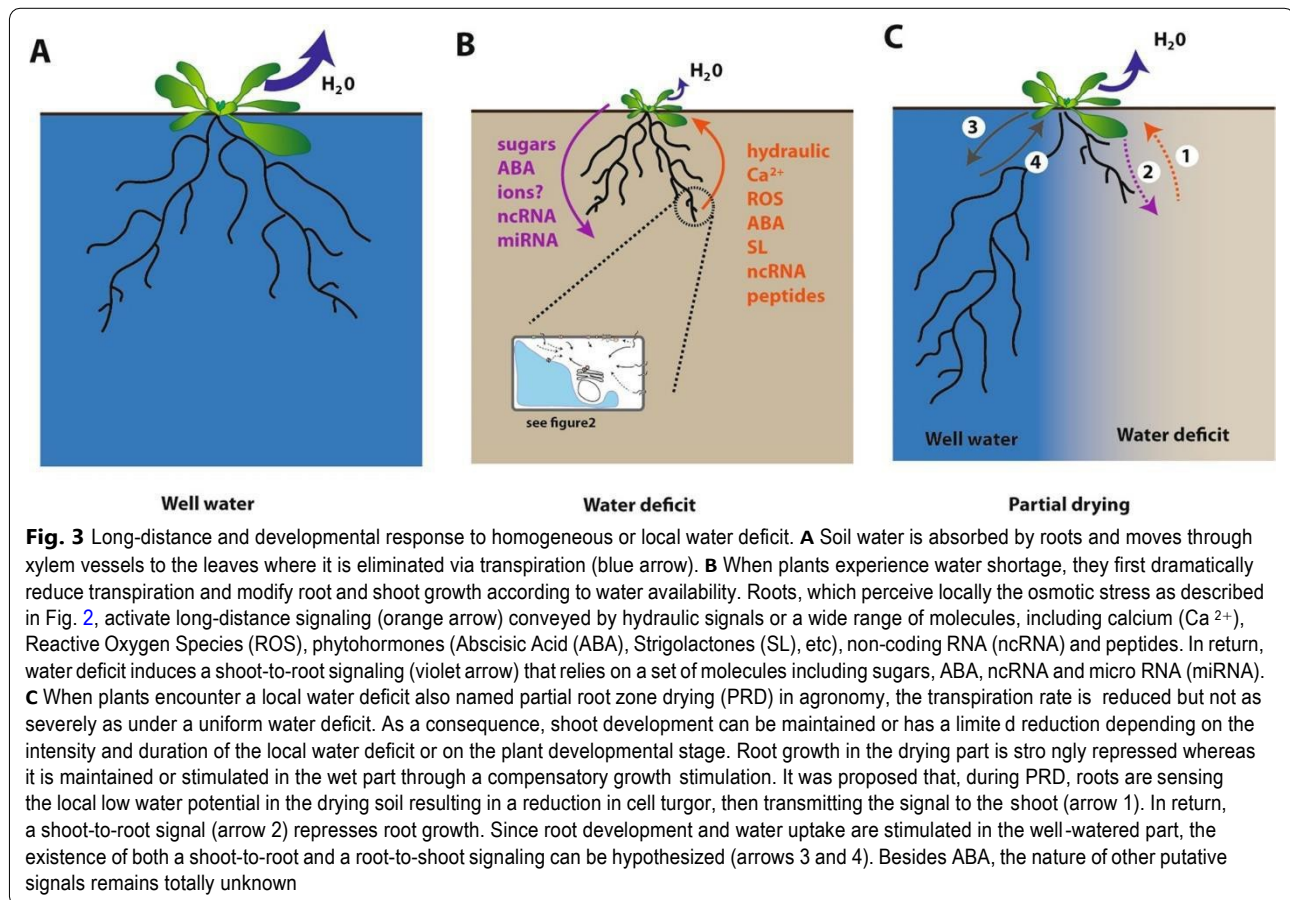 A
H₂0
Well water
B
H₂0
sugars
ABA
ions?
ncRNA
miRNA
hydraulic
Ca²⁺
ROS
ABA
SL
ncRNA
peptides
see figure2
Water deficit
C
H₂0
3
4
2
1
Well water
Water deficit
Partial drying
Fig. 3 Long-distance and developmental response to homogeneous or local water deficit. A Soil water is absorbed by roots and moves through
xylem vessels to the leaves where it is eliminated via transpiration (blue arrow). B When plants experience water shortage, they first dramatically
reduce transpiration and modify root and shoot growth according to water availability. Roots, which perceive locally the osmotic stress as described
in Fig. 2, activate long-distance signaling (orange arrow) conveyed by hydraulic signals or a wide range of molecules, including calcium (Ca ²⁺),
Reactive Oxygen Species (ROS), phytohormones (Abscisic Acid (ABA), Strigolactones (SL), etc), non-coding RNA (ncRNA) and peptides. In return,
water deficit induces a shoot-to-root signaling (violet arrow) that relies on a set of molecules including sugars, ABA, ncRNA and micro RNA (miRNA).
C When plants encounter a local water deficit also named partial root zone drying (PRD) in agronomy, the transpiration rate is reduced but not as
severely as under a uniform water deficit. As a consequence, shoot development can be maintained or has a limite d reduction depending on the
intensity and duration of the local water deficit or on the plant developmental stage. Root growth in the drying part is stro ngly repressed whereas
it is maintained or stimulated in the wet part through a compensatory growth stimulation. It was proposed that, during PRD, roots are sensing
the local low water potential in the drying soil resulting in a reduction in cell turgor, then transmitting the signal to the shoot (arrow 1). In return,
a shoot-to-root signal (arrow 2) represses root growth. Since root development and water uptake are stimulated in the well-watered part, the
existence of both a shoot-to-root and a root-to-shoot signaling can be hypothesized (arrows 3 and 4). Besides ABA, the nature of other putative
signals remains totally unknown